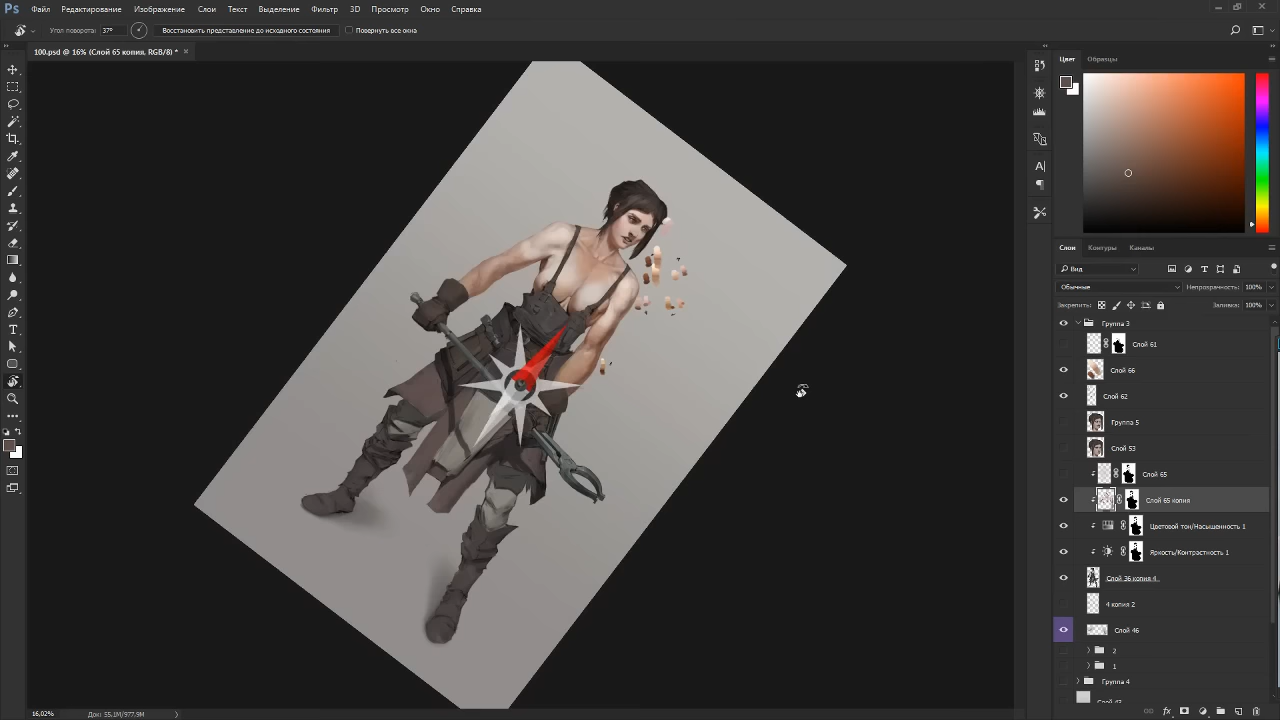 Ps Файл Редактирование Изображение Слои Текст Выделение Фильтр 3D Просмотр Окно Справка
Угол поворота: 37° Восстановить представление до исходного состояния Повернуть все окна
100.psd @ 16% (Слой 65 копия, RGB/8) *
Цвет Образцы
Слои Контуры Каналы
Вид
Обычные Непрозрачность: 100%
Закрепить: Заливка: 100%
Группа 3
Слой 61
Слой 66
Слой 62
Группа 5
Слой 53
Слой 65
Слой 65 копия
Цветовой тон/Насыщенность 1
Яркость/Контрастность 1
Слой 36 копия 4
4 копия 2
Слой 46
2
1
Группа 4
16,02% Док: 55.1M/977.9M